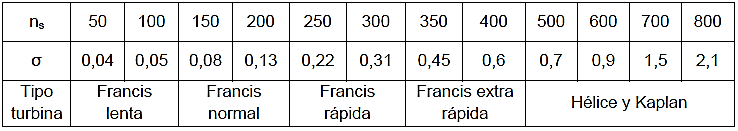 ns 50 100 150 200 250 300 350 400 500 600 700 800
σ 0,04 0,05 0,08 0,13 0,22 0,31 0,45 0,6 0,7 0,9 1,5 2,1
Tipo turbina Francis lenta Francis normal Francis rápida Francis extra rápida Hélice y Kaplan